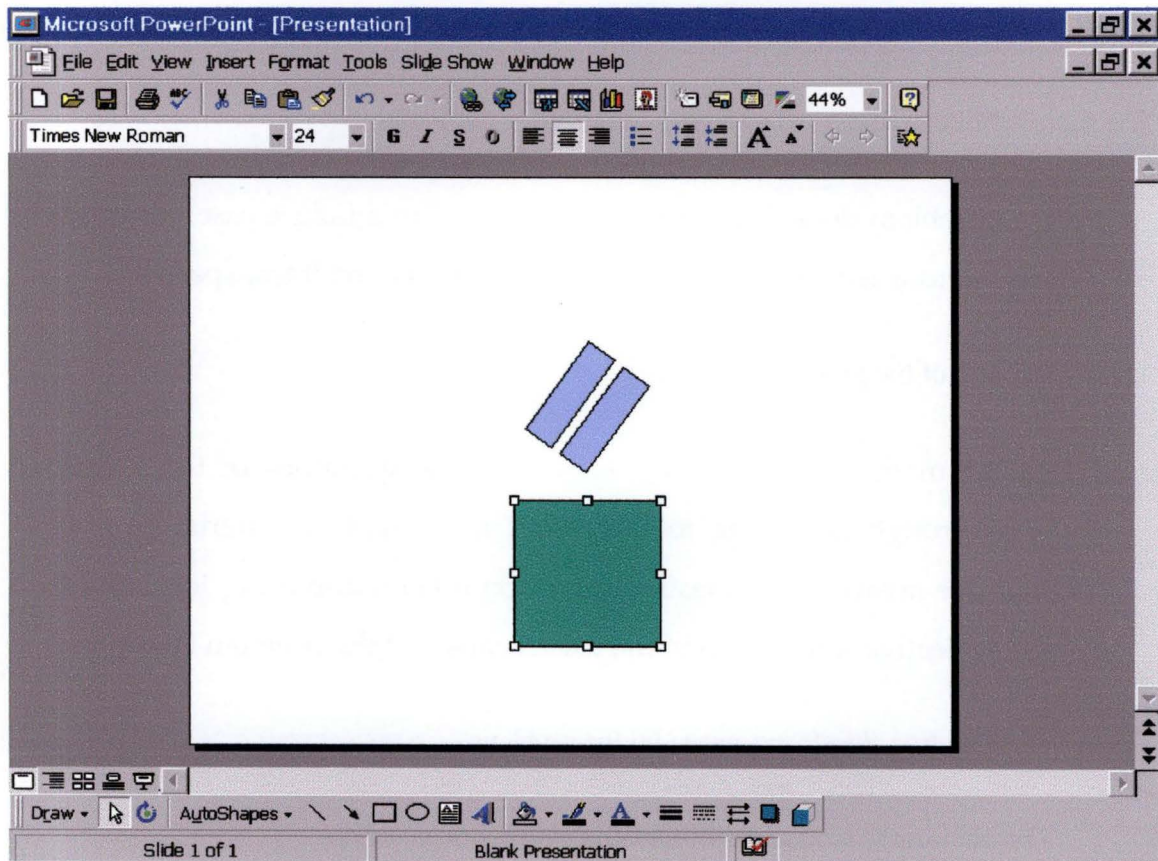 Microsoft PowerPoint - [Presentation]
File Edit View Insert Format Tools Slide Show Window Help
ABC 44% ?
Times New Roman 24 G I S O A A
A
Draw AutoShapes A A
Slide 1 of 1 Blank Presentation